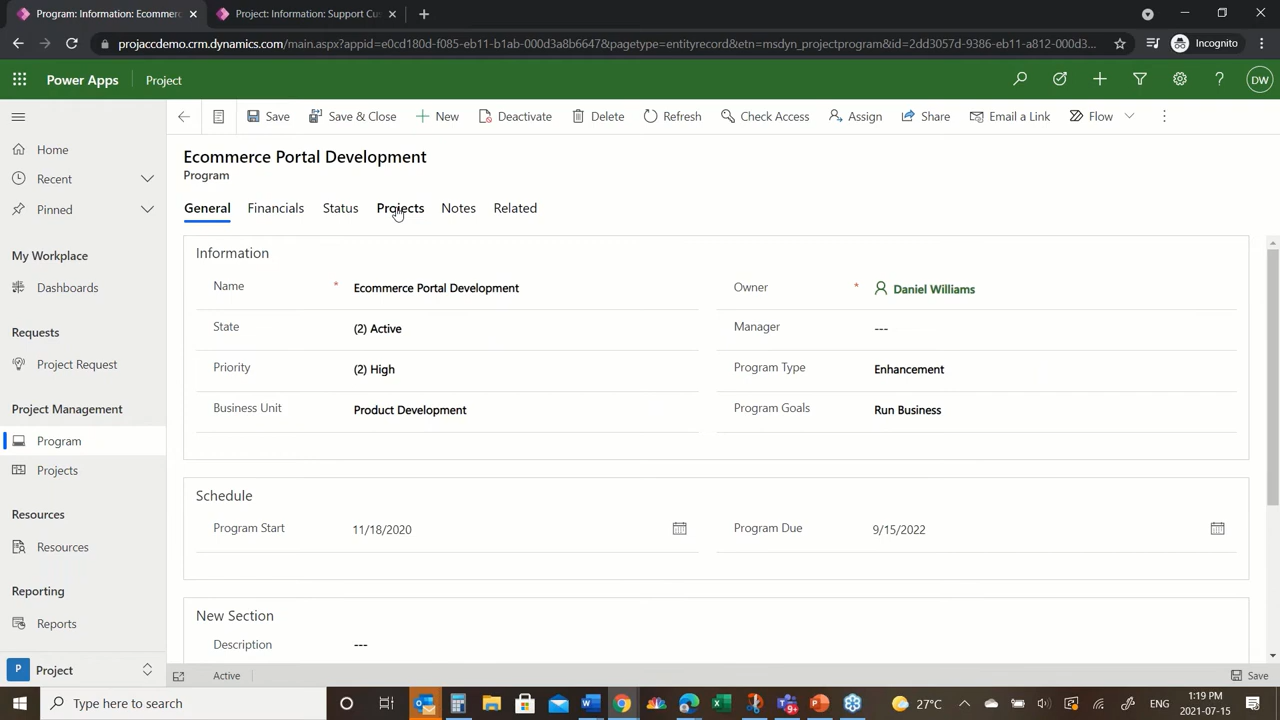 Program: Information: Ecommerc
Project: Information: Support Cu
projaccdemo.crm.dynamics.com/main.aspx?appid=e0cd180d-f085-eb11-b1ab-000d3a8b6647&pagetype=entityrecord&etn=msdyn_projectprogram&id=2dd3057d-9386-eb11-a812-000d3...
Incognito
Power Apps
Project
DW
Save
Save & Close
New
Deactivate
Delete
Refresh
Check Access
Assign
Share
Email a Link
Flow
Home
Recent
Pinned
My Workplace
Dashboards
Requests
Project Request
Project Management
Program
Projects
Resources
Resources
Reporting
Reports
P
Project
Ecommerce Portal Development
Program
General
Financials
Status
Projects
Notes
Related
Information
Name * Ecommerce Portal Development
Owner * Daniel Williams
State (2) Active
Manager ---
Priority (2) High
Program Type Enhancement
Business Unit Product Development
Program Goals Run Business
Schedule
Program Start 11/18/2020
Program Due 9/15/2022
New Section
Description ---
Active
Save
Type here to search
27°C
ENG
1:19 PM
2021-07-15